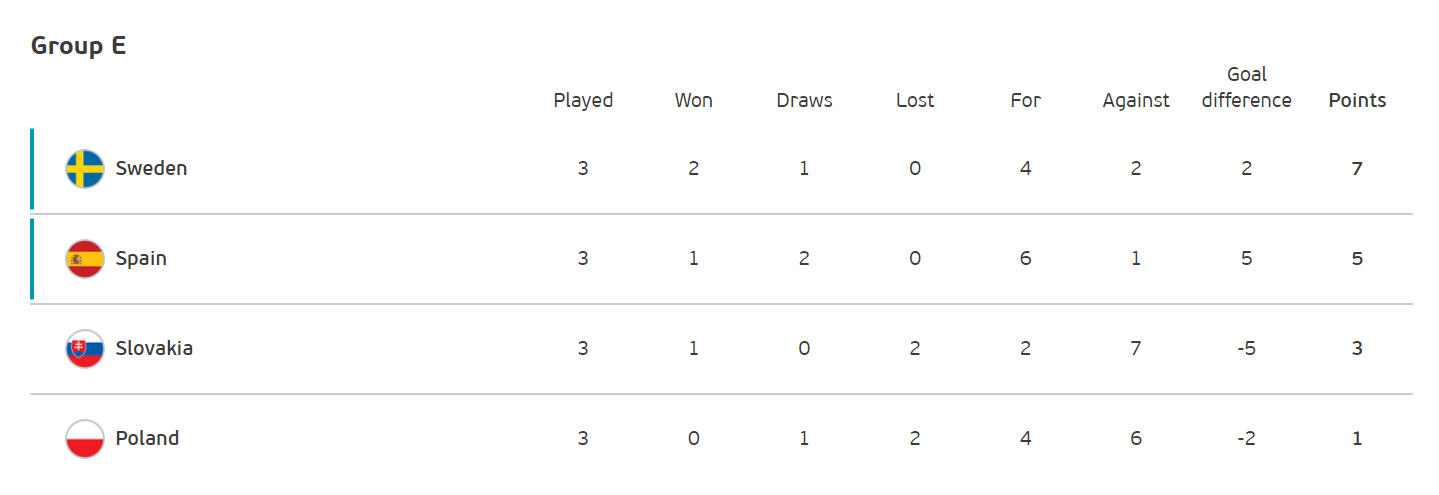 Group E
Played Won Draws Lost For Against Goal difference Points
Sweden 3 2 1 0 4 2 2 7
Spain 3 1 2 0 6 1 5 5
Slovakia 3 1 0 2 2 7 -5 3
Poland 3 0 1 2 4 6 -2 1